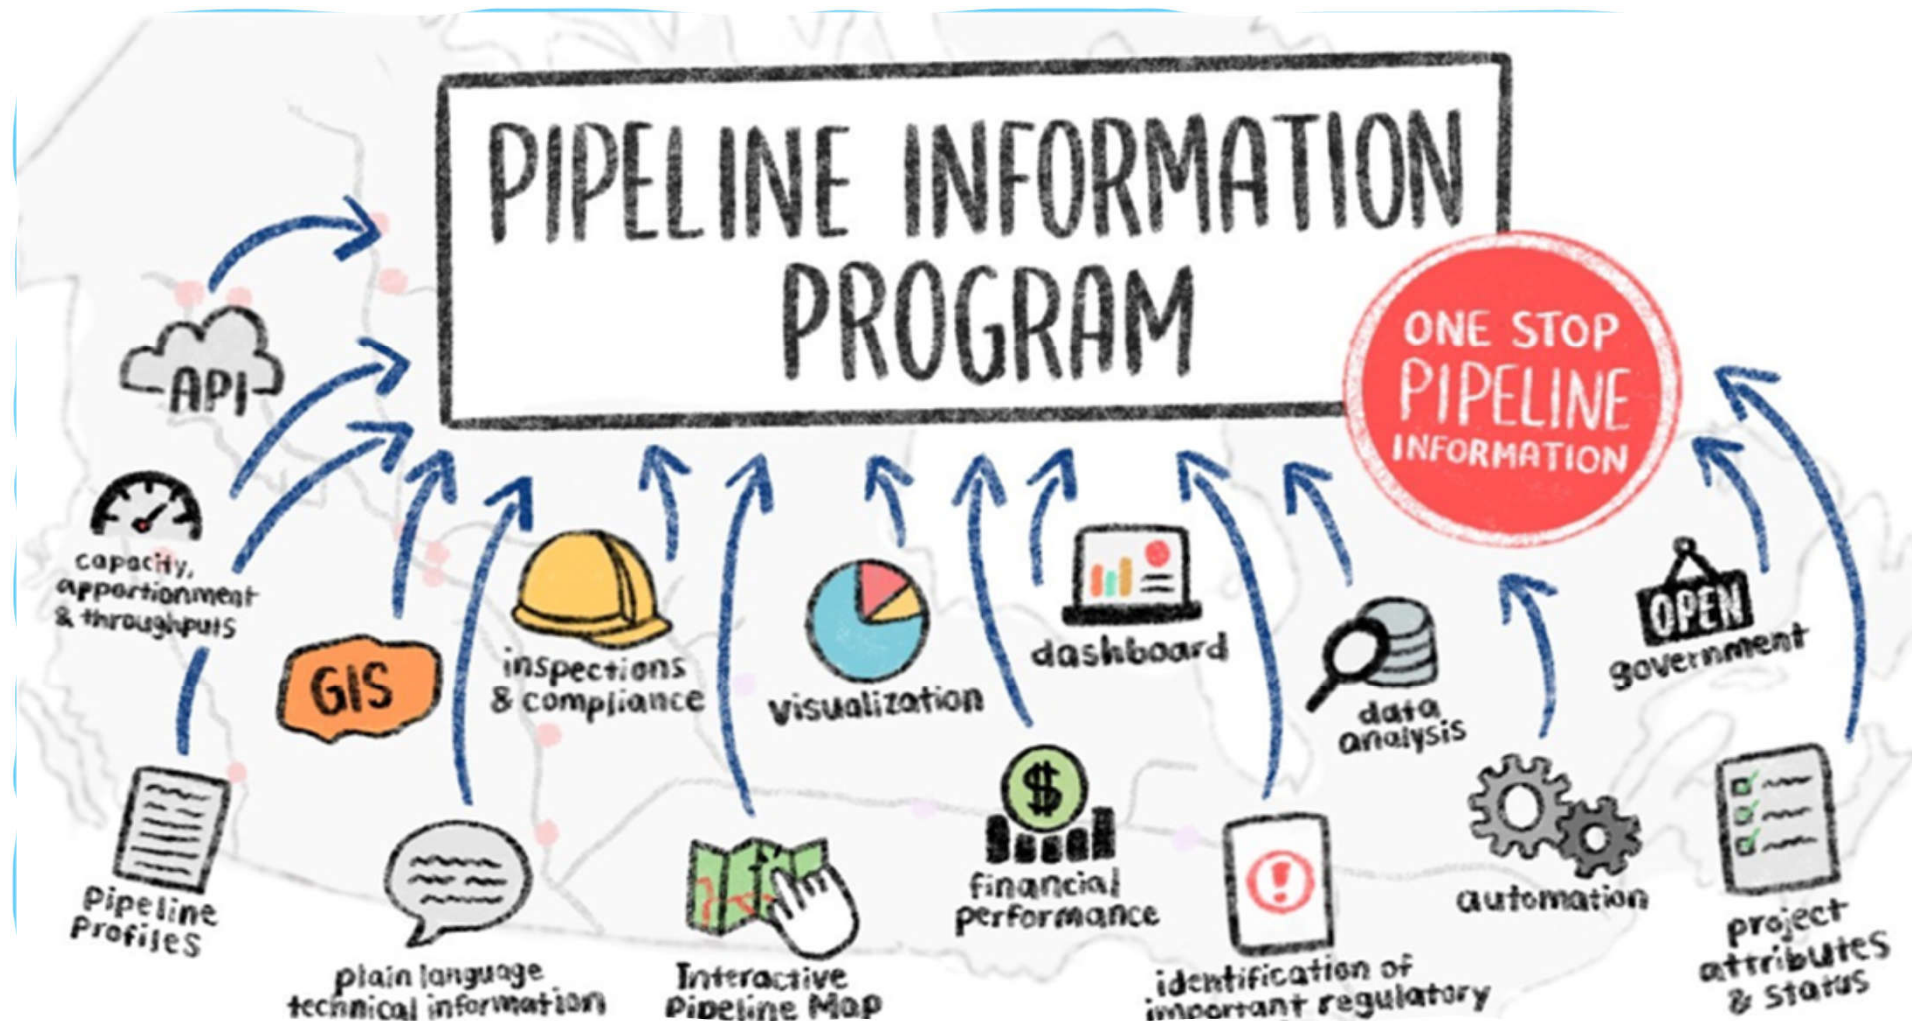 PIPELINE INFORMATION
PROGRAM
ONE STOP
PIPELINE
INFORMATION
API
capacity,
apportionment
& throughputs
GIS
inspections
& compliance
visualization
dashboard
data
analysis
OPEN
government
Pipeline
Profiles
plain language
technical information
Interactive
Pipeline Map
$
financial
performance
!
identification of
important regulatory
automation
project
attributes
& status